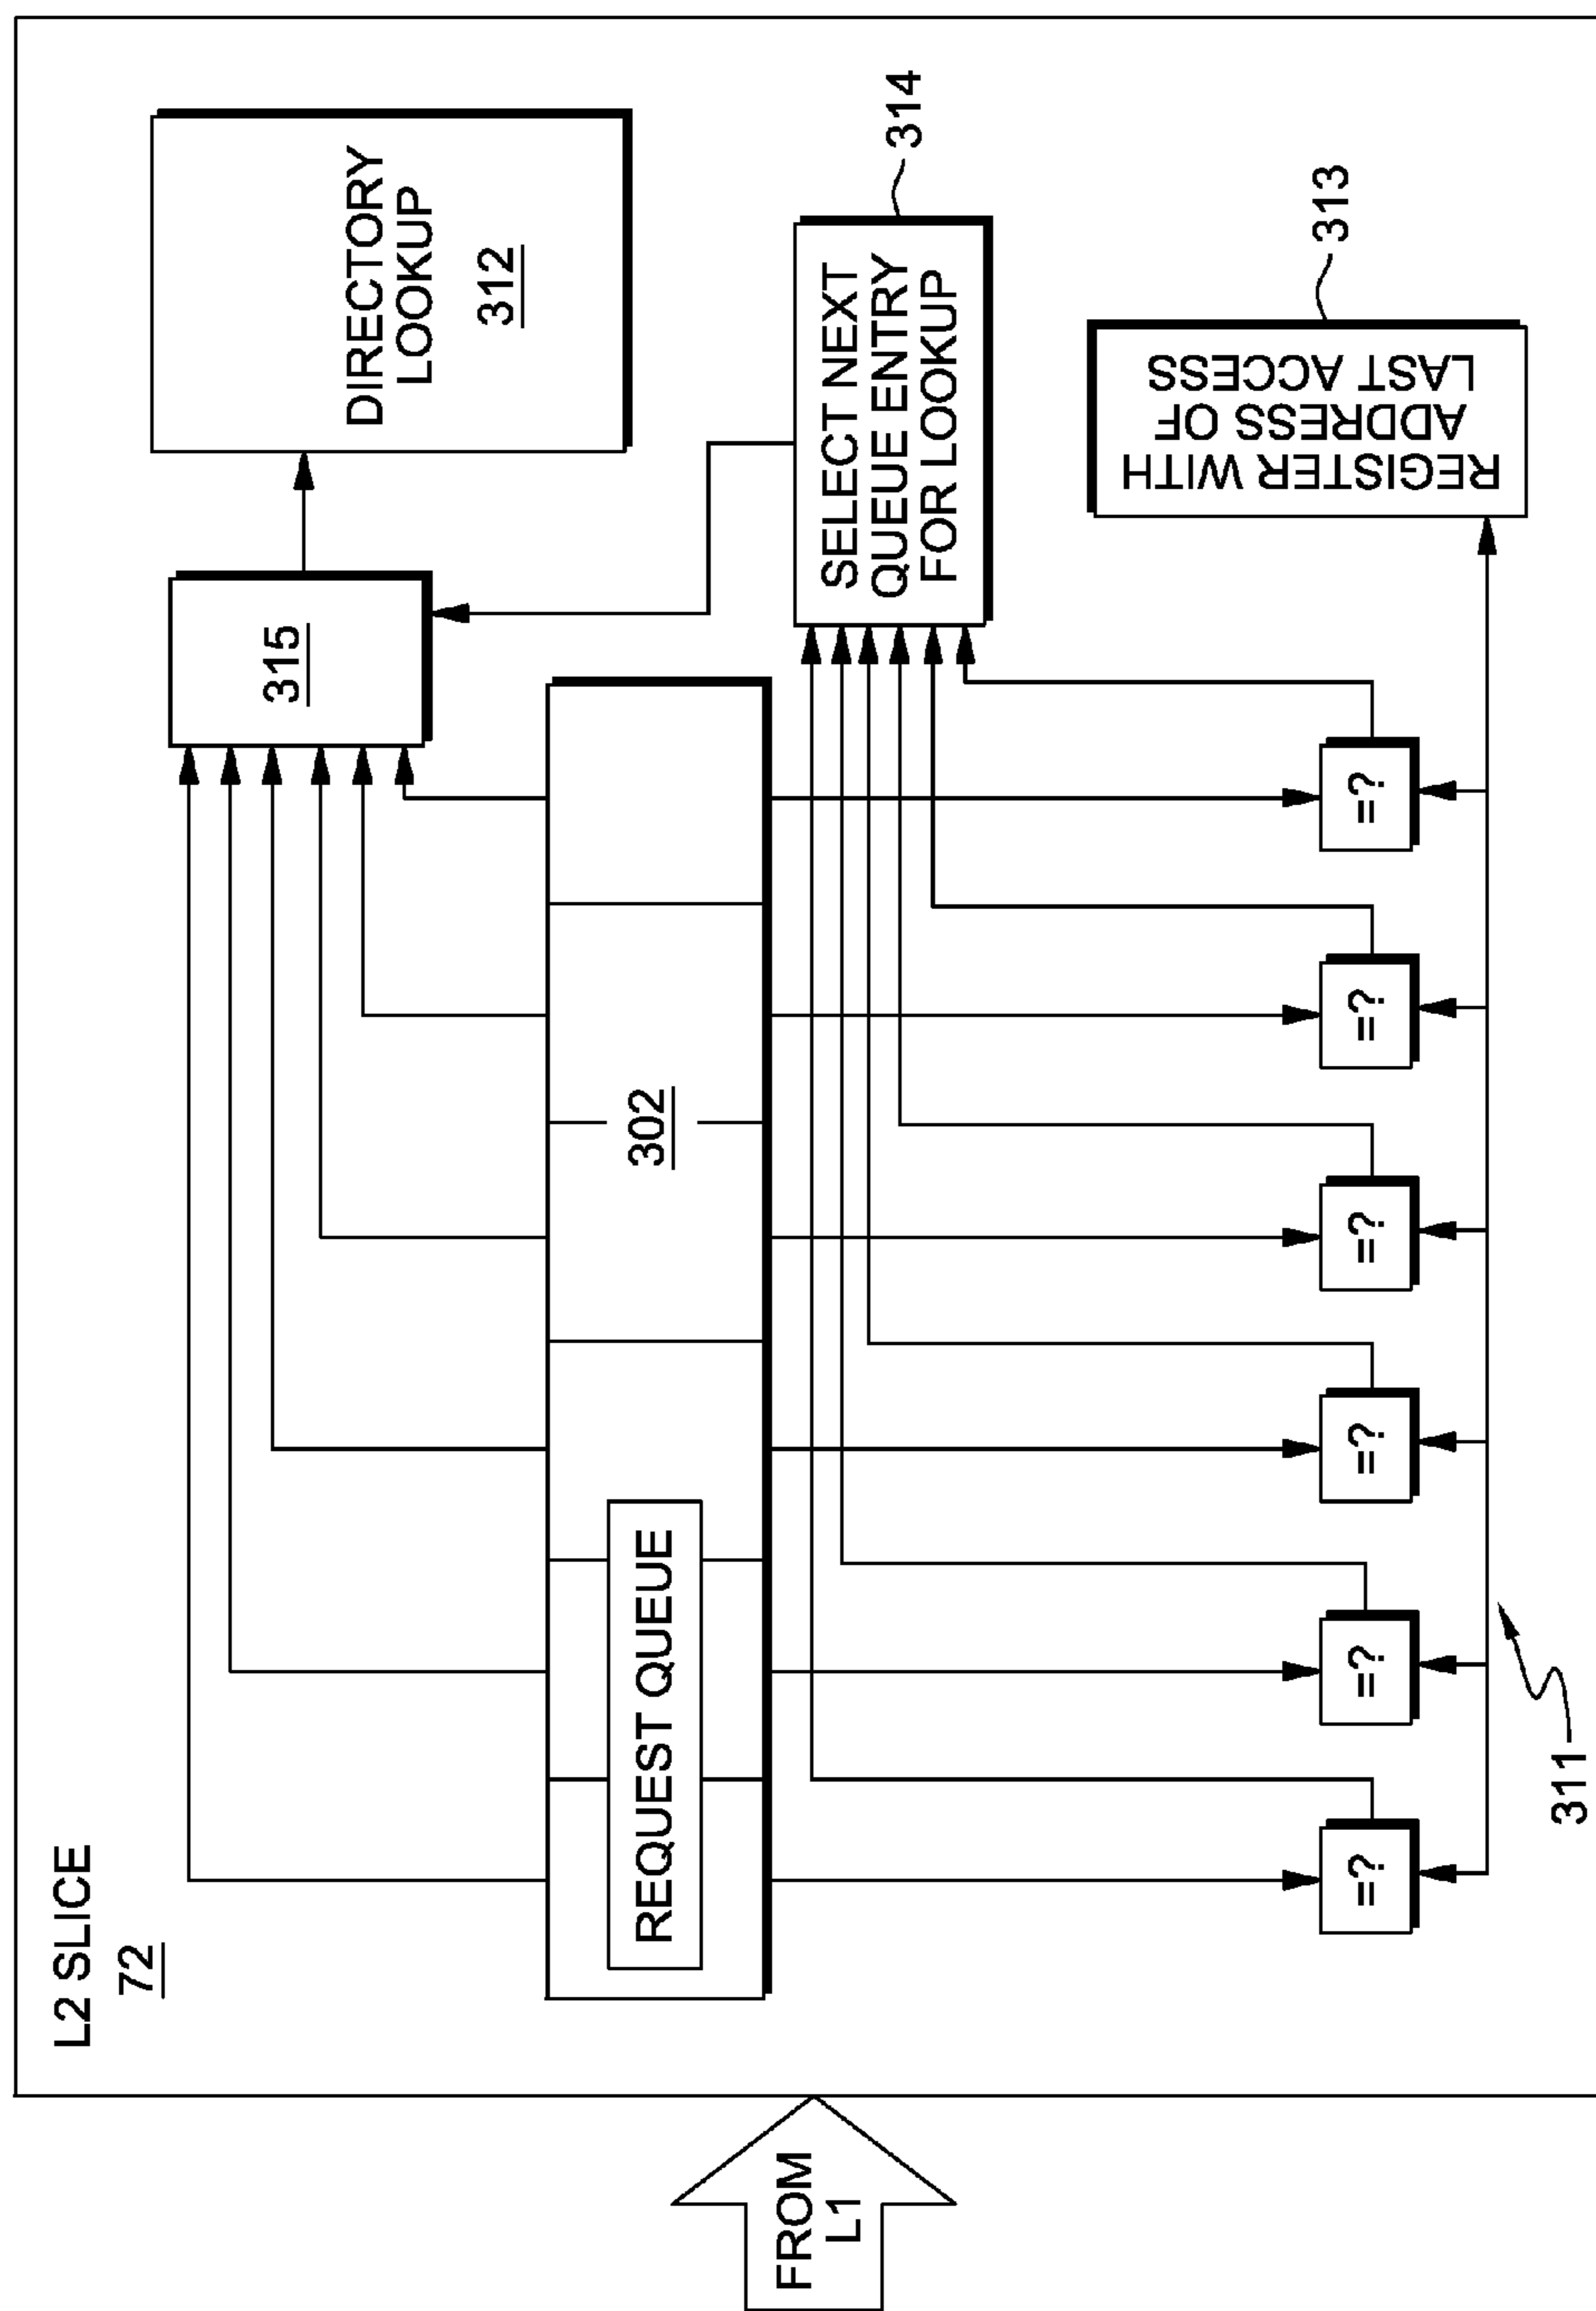 L2 SLICE
72
FROM
L1
REQUEST QUEUE
302
315
DIRECTORY
LOOKUP
312
SELECT NEXT
QUEUE ENTRY
FOR LOOKUP
314
REGISTER WITH
ADDRESS OF
LAST ACCESS
313
=?
=?
=?
=?
=?
=?
311